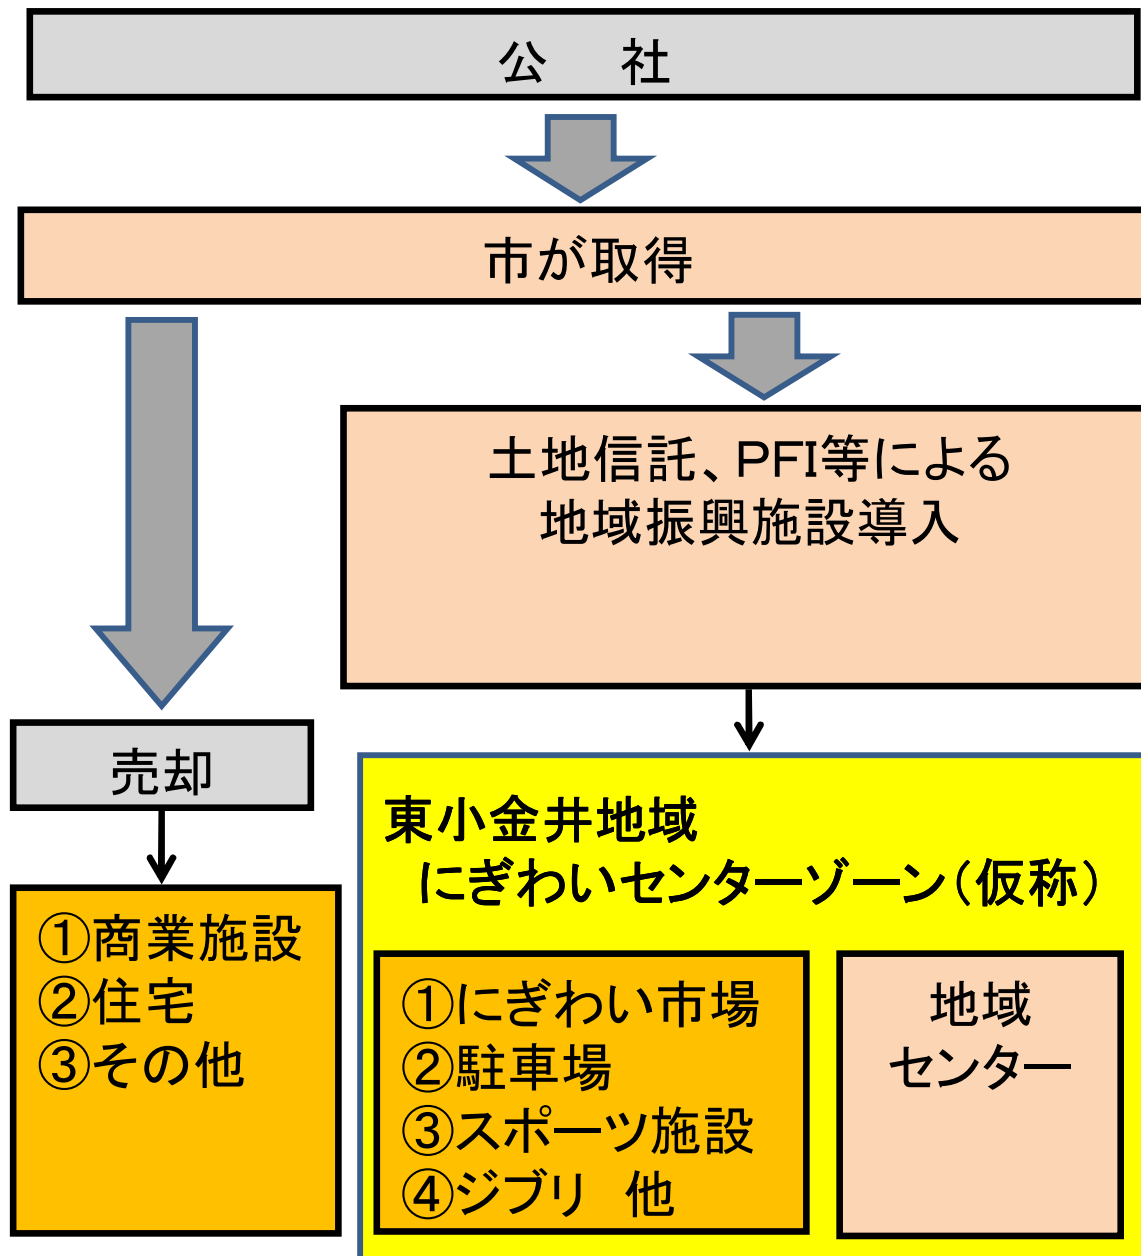 公　社
市が取得
土地信託、PFI等による
地域振興施設導入
売却
①商業施設
②住宅
③その他
東小金井地域
にぎわいセンターゾーン（仮称）
①にぎわい市場
②駐車場
③スポーツ施設
④ジブリ　他
地域
センター